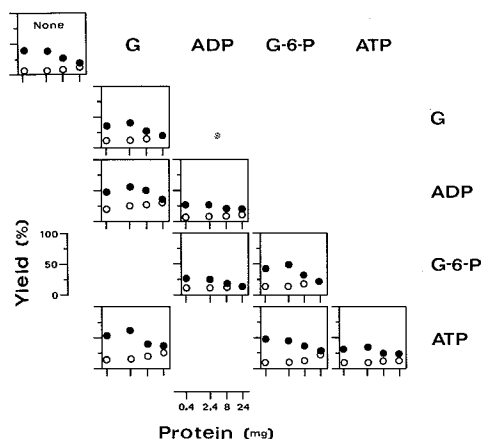 None
G ADP G-6-P ATP
G
ADP
100
50
0
Yield (%)
G-6-P
ATP
0.4 2.4 8 24
Protein (mg)